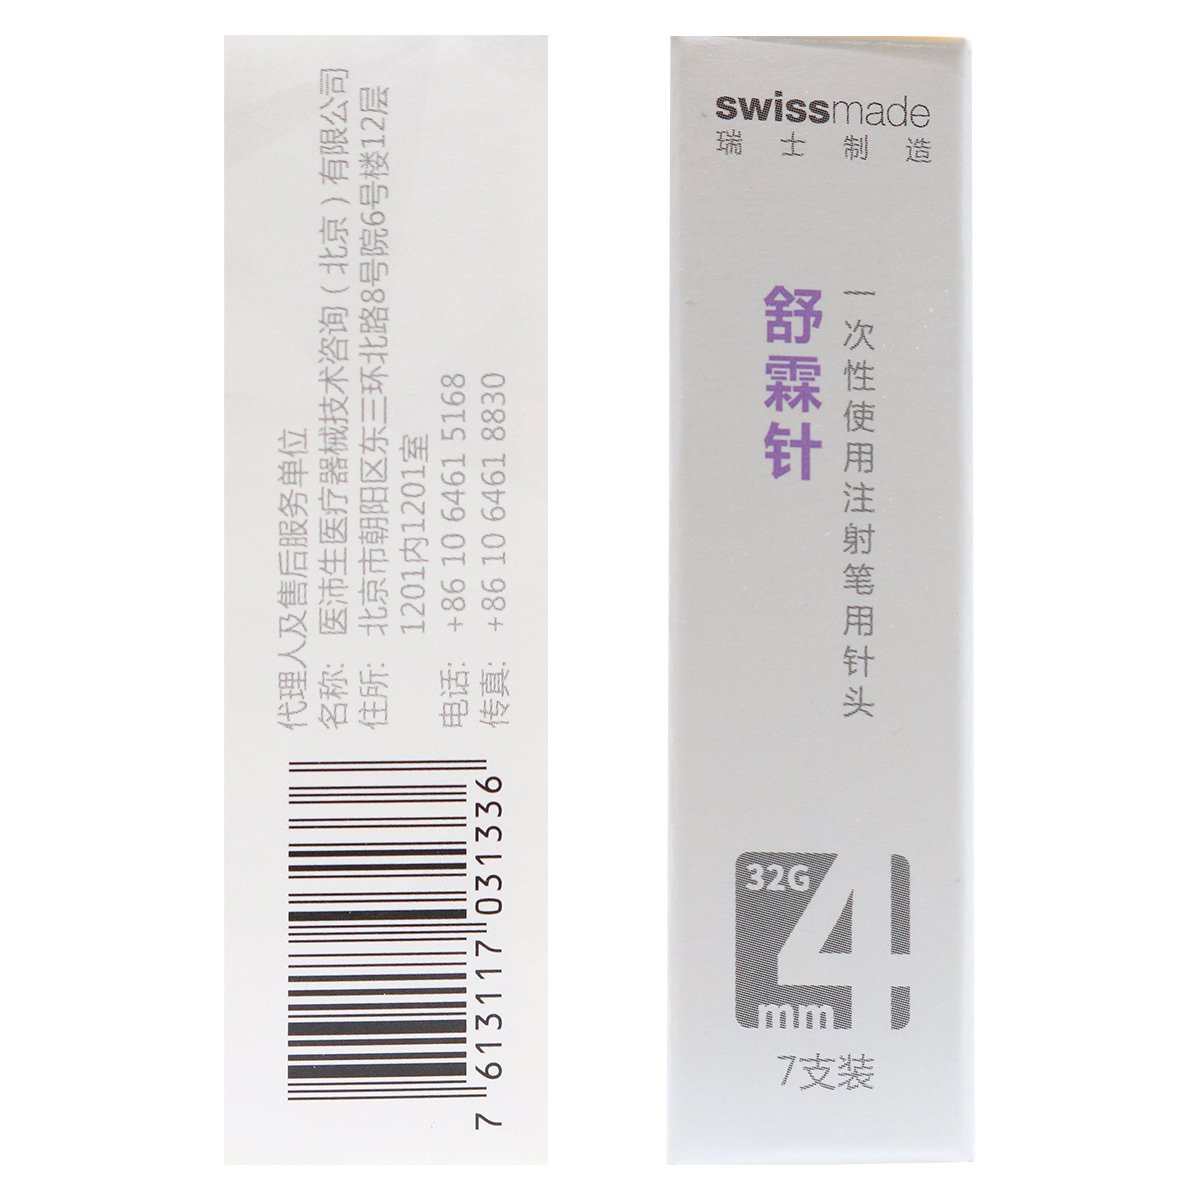 代理人及售后服务单位
名称: 医沛生医疗器械技术咨询（北京）有限公司
住所: 北京市朝阳区东三环北路8号院6号楼12层
1201内1201室
电话: +86 10 6461 5168
传真: +86 10 6461 8830
7 613117 031336
swissmade
瑞士制造
舒霖针
一次性使用注射笔用针头
32G
4
mm
7支装